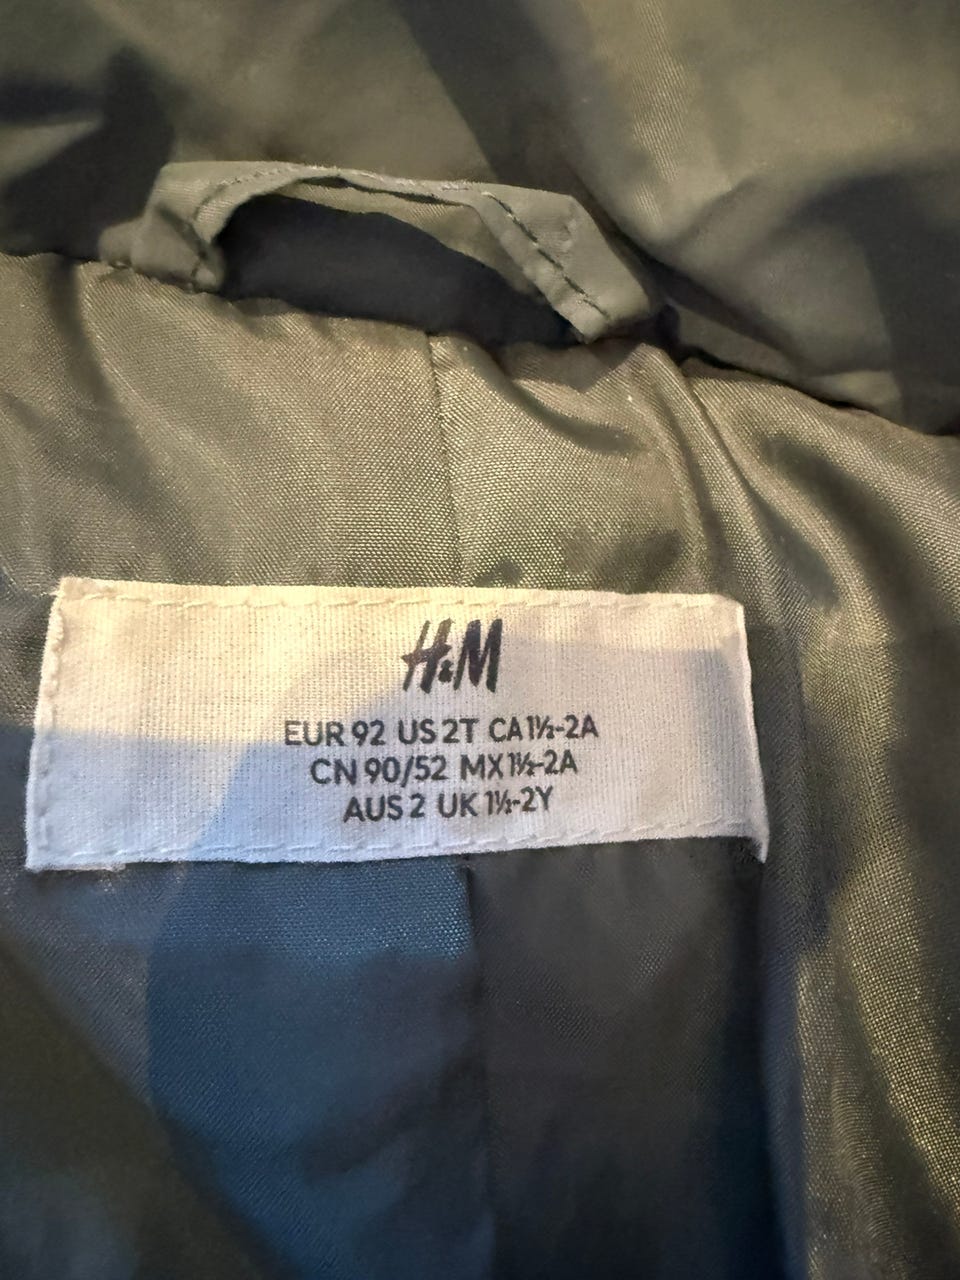 H&M
EUR 92 US 2T CA 1½-2A
CN 90/52 MX 1½-2A
AUS 2 UK 1½-2Y